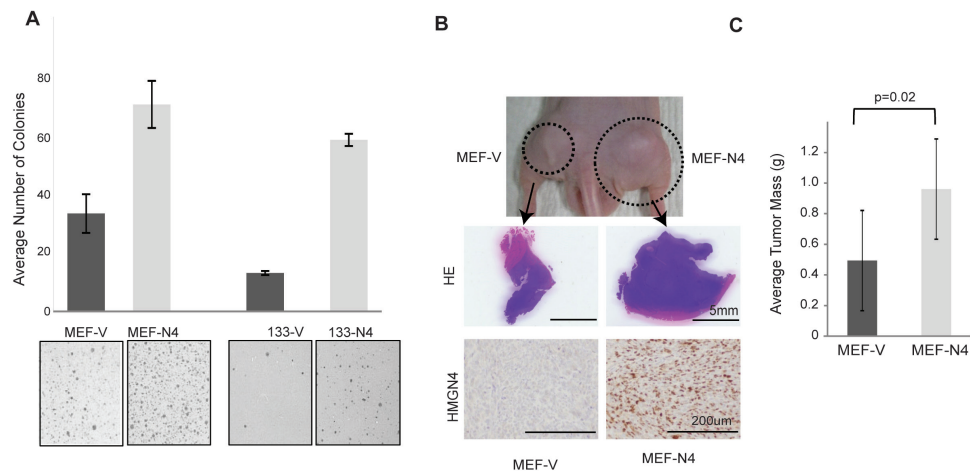 A
Average Number of Colonies
80
60
40
20
0
MEF-V
MEF-N4
133-V
133-N4
B
MEF-V
MEF-N4
HE
5mm
HMGN4
200um
MEF-V
MEF-N4
C
p=0.02
Average Tumor Mass (g)
1.2
1.0
0.8
0.6
0.4
0.2
0
MEF-V
MEF-N4